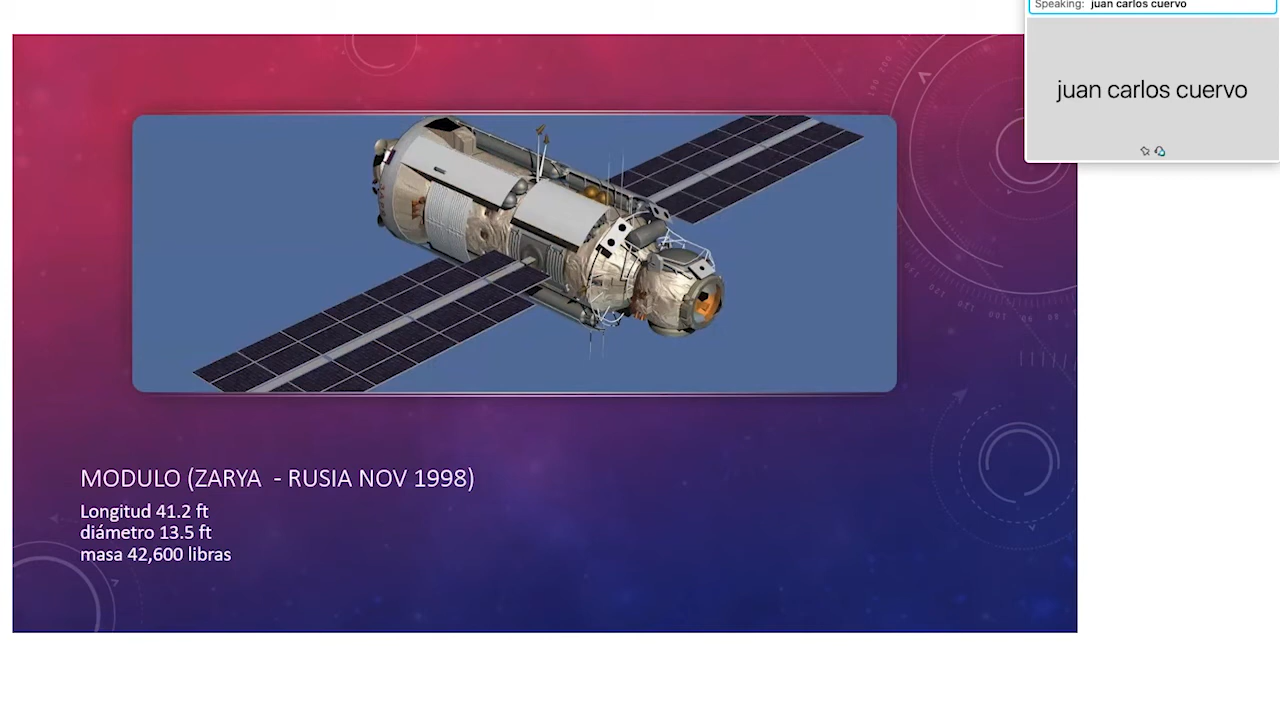 Speaking: juan carlos cuervo
juan carlos cuervo
MODULO (ZARYA - RUSIA NOV 1998)
Longitud 41.2 ft
diámetro 13.5 ft
masa 42,600 libras